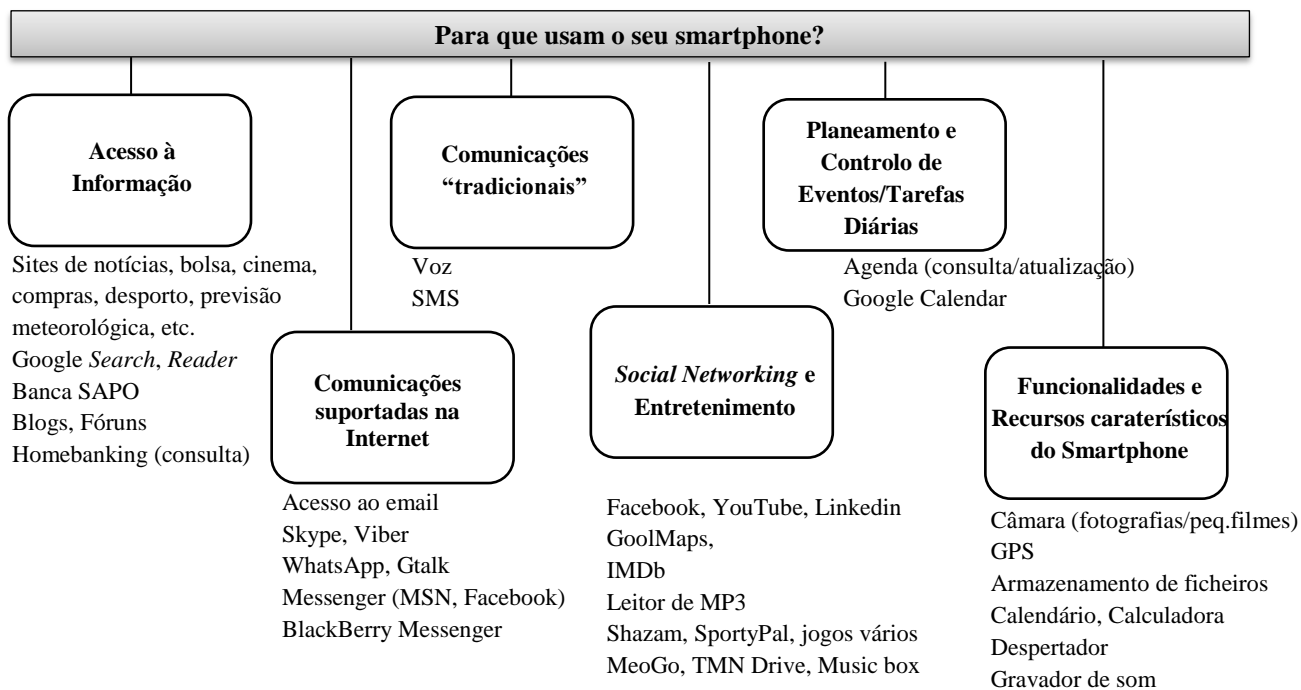 Para que usam o seu smartphone?
Acesso à
Informação
Sites de notícias, bolsa, cinema,
compras, desporto, previsão
meteorológica, etc.
Google Search, Reader
Banca SAPO
Blogs, Fóruns
Homebanking (consulta)
Comunicações
suportadas na
Internet
Acesso ao email
Skype, Viber
WhatsApp, Gtalk
Messenger (MSN, Facebook)
BlackBerry Messenger
Comunicações
“tradicionais”
Voz
SMS
Social Networking e
Entretenimento
Facebook, YouTube, Linkedin
GoolMaps,
IMDb
Leitor de MP3
Shazam, SportyPal, jogos vários
MeoGo, TMN Drive, Music box
Planeamento e
Controlo de
Eventos/Tarefas
Diárias
Agenda (consulta/atualização)
Google Calendar
Funcionalidades e
Recursos caraterísticos
do Smartphone
Câmara (fotografias/peq.filmes)
GPS
Armazenamento de ficheiros
Calendário, Calculadora
Despertador
Gravador de som